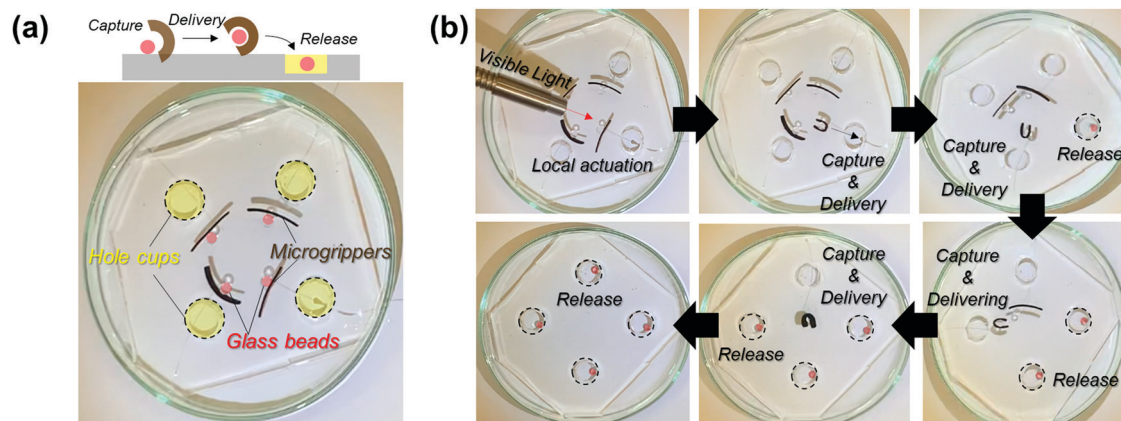 (a)
Capture
Delivery
Release
Hole cups
Microgrippers
Glass beads
(b)
Visible Light
Local actuation
Capture
&
Delivery
Capture
&
Delivery
Release
Capture
&
Delivering
Release
Capture
&
Delivery
Release
Release